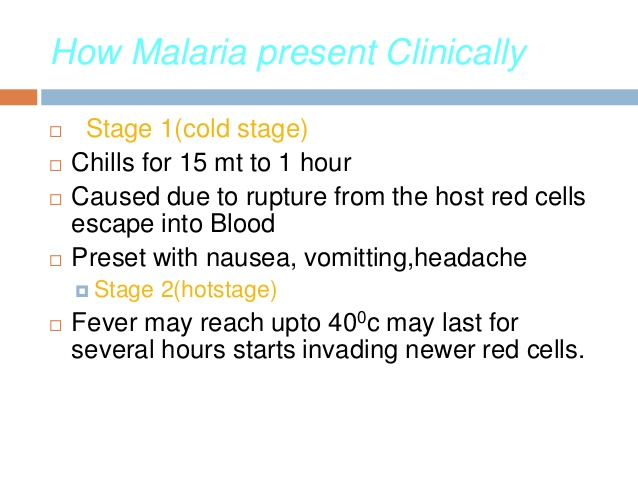 How Malaria present Clinically
Stage 1(cold stage)
Chills for 15 mt to 1 hour
Caused due to rupture from the host red cells
escape into Blood
Preset with nausea, vomitting,headache
Stage 2(hotstage)
Fever may reach upto 40⁰c may last for
several hours starts invading newer red cells.